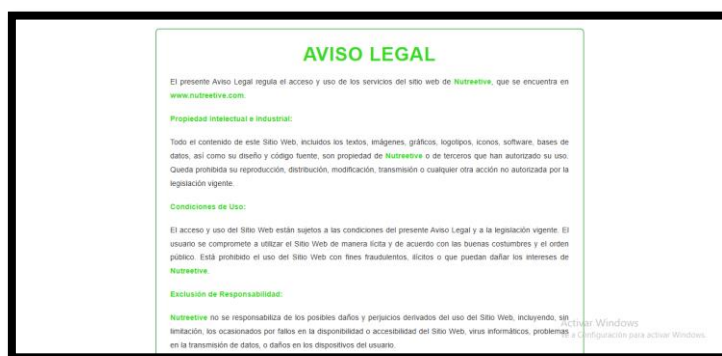 AVISO LEGAL
El presente Aviso Legal regula el acceso y uso de los servicios del sitio web de Nutreetive, que se encuentra en
www.nutreetive.com.
Propiedad intelectual e industrial:
Todo el contenido de este Sitio Web, incluidos los textos, imágenes, gráficos, logotipos, iconos, software, bases de
datos, así como su diseño y código fuente, son propiedad de Nutreetive o de terceros que han autorizado su uso.
Queda prohibida su reproducción, distribución, modificación, transmisión o cualquier otra acción no autorizada por la
legislación vigente.
Condiciones de Uso:
El acceso y uso del Sitio Web están sujetos a las condiciones del presente Aviso Legal y a la legislación vigente. El
usuario se compromete a utilizar el Sitio Web de manera lícita y de acuerdo con las buenas costumbres y el orden
público. Está prohibido el uso del Sitio Web con fines fraudulentos, ilícitos o que puedan dañar los intereses de
Nutreetive.
Exclusión de Responsabilidad:
Nutreetive no se responsabiliza de los posibles daños y perjuicios derivados del uso del Sitio Web, incluyendo, sin
limitación, los ocasionados por fallos en la disponibilidad o accesibilidad del Sitio Web, virus informáticos, problemas
en la transmisión de datos, o daños en los dispositivos del usuario.
Activar Windows
Ve a Configuración para activar Windows.